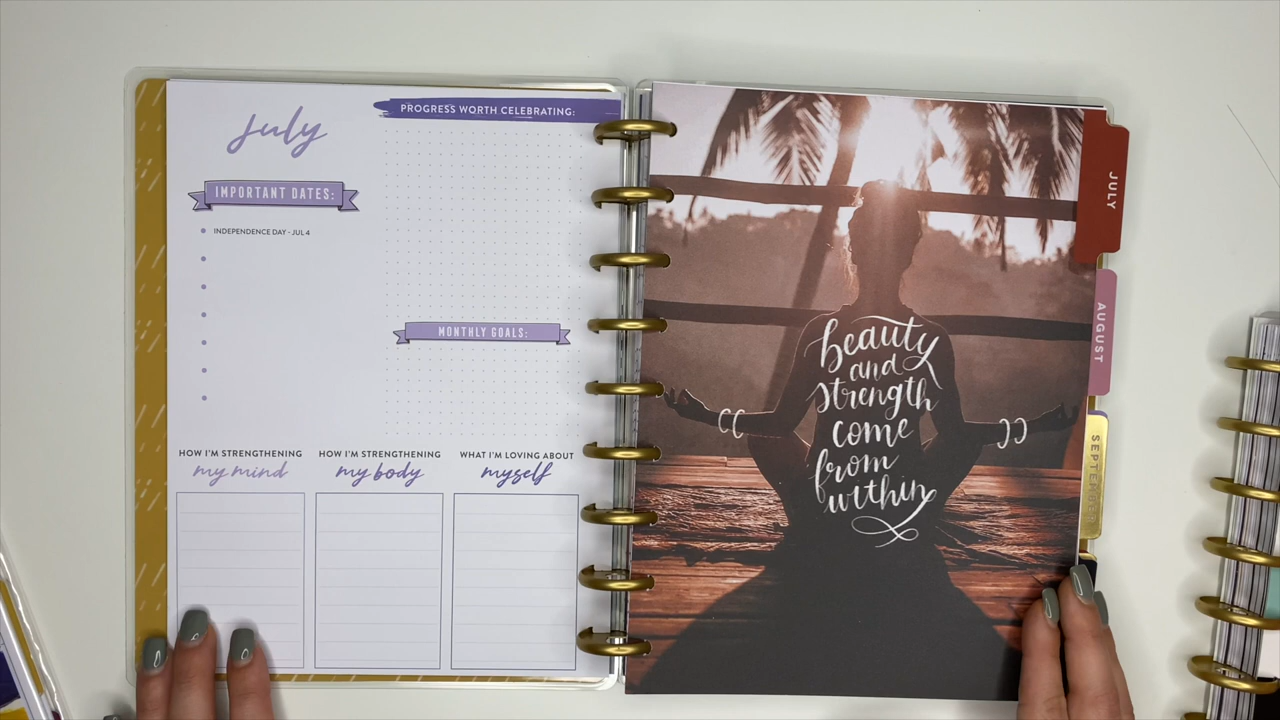 july
PROGRESS WORTH CELEBRATING:
IMPORTANT DATES:
INDEPENDENCE DAY - JUL 4
MONTHLY GOALS:
HOW I'M STRENGTHENING
my mind
HOW I'M STRENGTHENING
my body
WHAT I'M LOVING ABOUT
myself
beauty
and
strength
come
from
within
JULY
AUGUST
SEPTEMBER